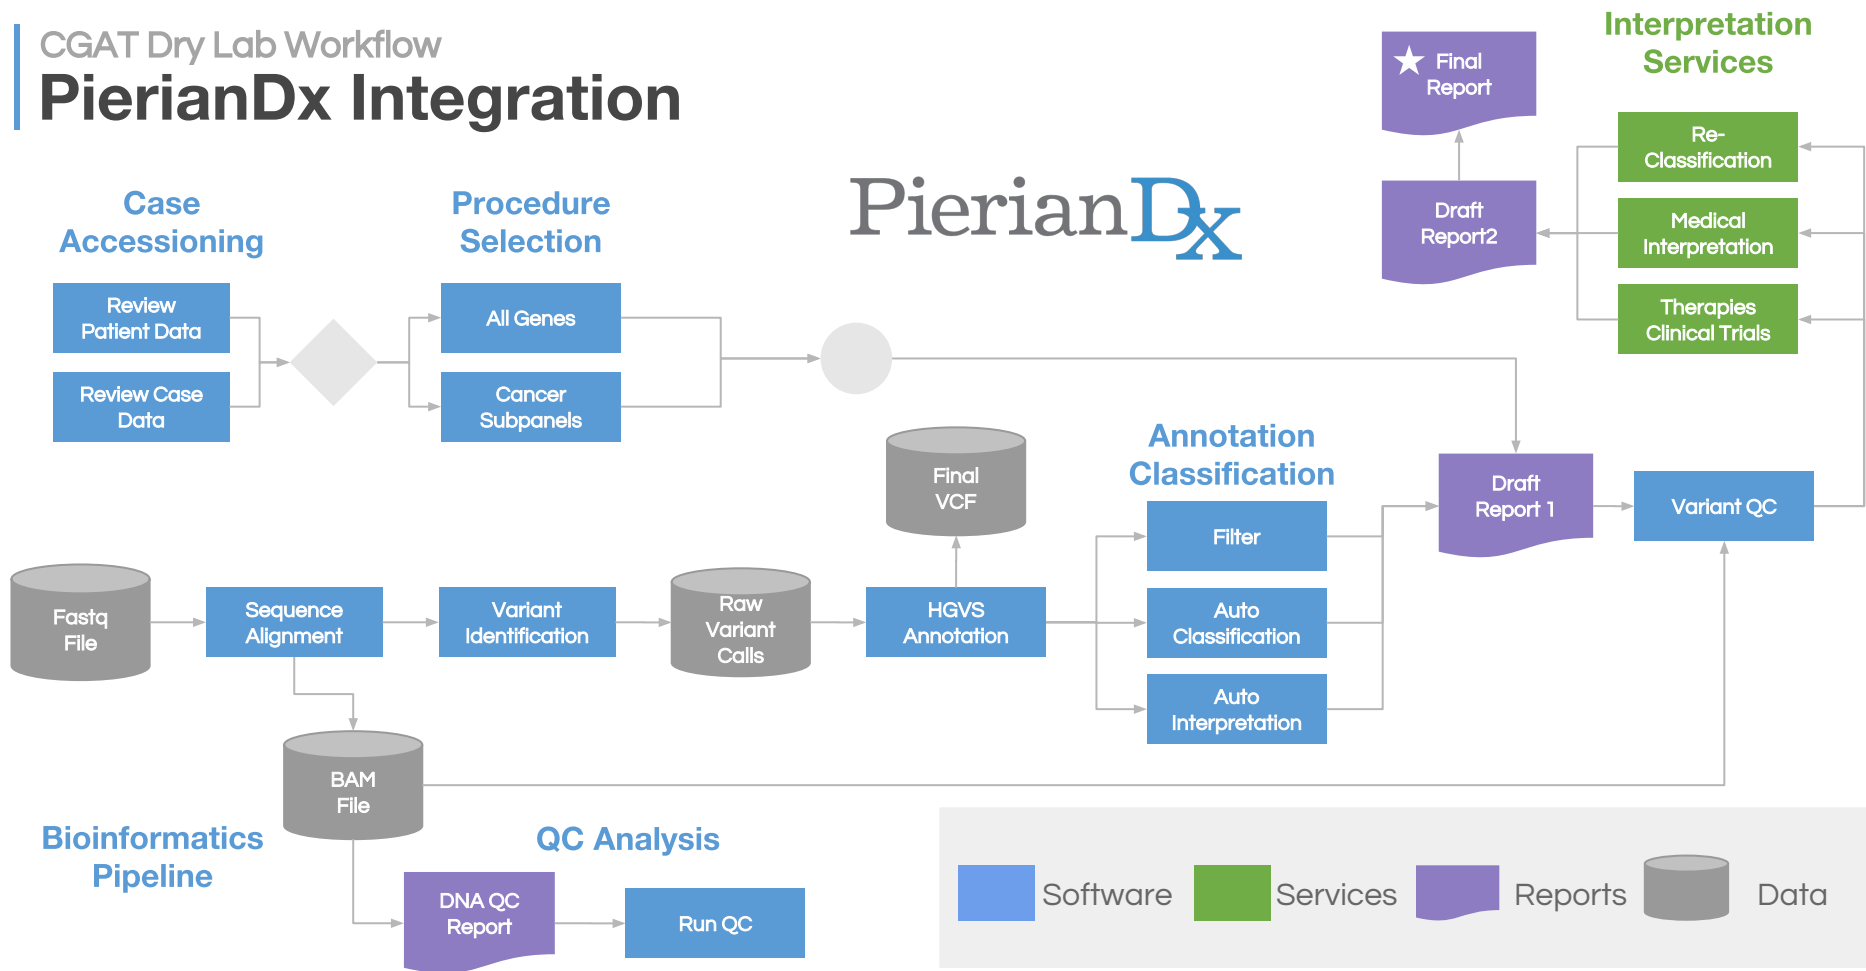 CGAT Dry Lab Workflow
PierianDx Integration
Interpretation
Services
Final
Report
Re-
Classification
Draft
Report2
Medical
Interpretation
Therapies
Clinical Trials
PierianDx
Case
Accessioning
Procedure
Selection
Review
Patient Data
Review Case
Data
All Genes
Cancer
Subpanels
Final
VCF
Annotation
Classification
Draft
Report 1
Variant QC
Filter
Auto
Classification
Auto
Interpretation
Fastq
File
Sequence
Alignment
Variant
Identification
Raw
Variant
Calls
HGVS
Annotation
BAM
File
Bioinformatics
Pipeline
QC Analysis
DNA QC
Report
Run QC
Software
Services
Reports
Data